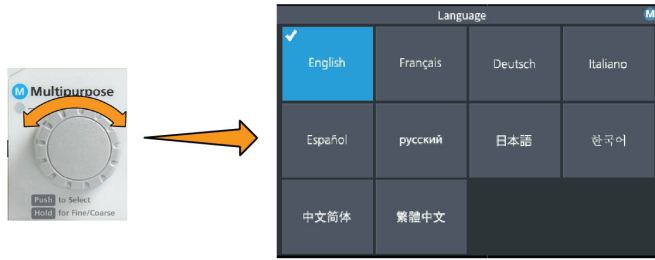 M Multipurpose
Push to Select
Hold for Fine/Coarse
Language M
English Français Deutsch Italiano
Español русский 日本語 한국어
中文简体 繁體中文